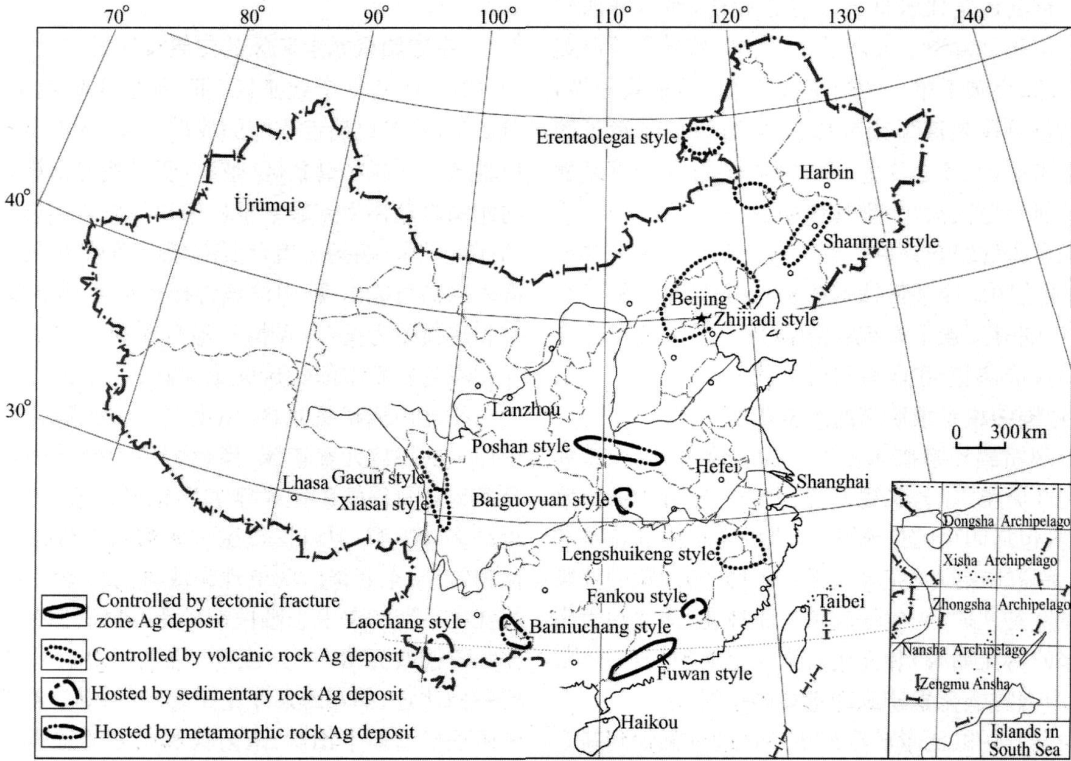 70°
80°
90°
100°
110°
120°
130°
140°
40°
30°
Erentaolegai style
Harbin
Ürümqi
Shanmen style
Beijing
Zhijiadi style
Lanzhou
Poshan style
0 300 km
Hefei
Shanghai
Lhasa
Gacun style
Xiasai style
Baiguoyuan style
Lengshuikeng style
Fankou style
Taibei
Laochang style
Bainiuchang style
Fuwan style
Haikou
Controlled by tectonic fracture
zone Ag deposit
Controlled by volcanic rock Ag deposit
Hosted by sedimentary rock Ag deposit
Hosted by metamorphic rock Ag deposit
Dongsha Archipelago
Xisha Archipelago
Zhongsha Archipelago
Nansha Archipelago
Zengmu Ansha
Islands in
South Sea